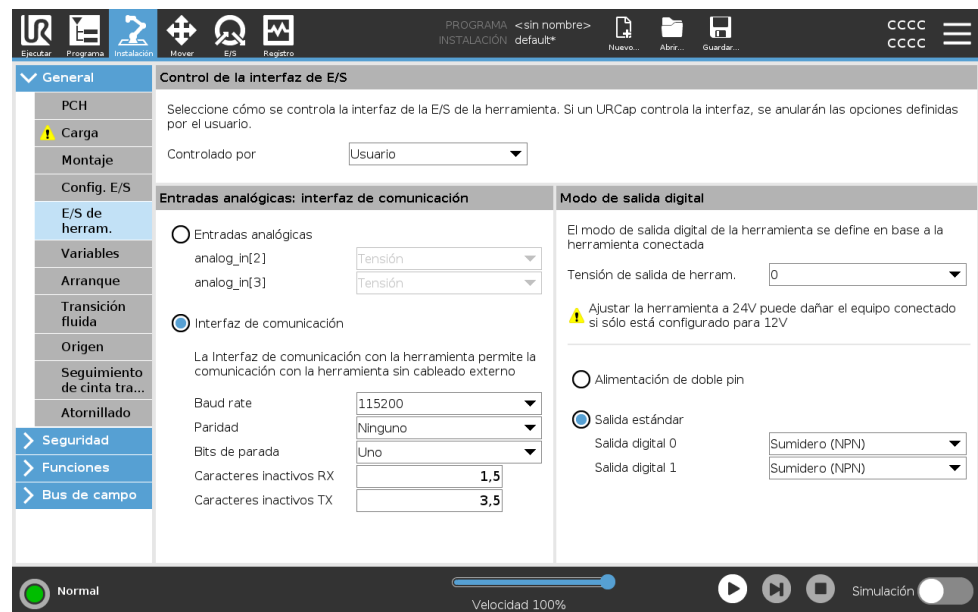 PROGRAMA <sin nombre>
INSTALACIÓN default*
CCCC
CCCC
Ejecutar
Programa
Instalación
Mover
E/S
Registro
Nuevo...
Abrir...
Guardar...
General
PCH
Carga
Montaje
Config. E/S
E/S de
herram.
Variables
Arranque
Transición
fluida
Origen
Seguimiento
de cinta tra...
Atornillado
Seguridad
Funciones
Bus de campo
Control de la interfaz de E/S
Seleccione cómo se controla la interfaz de la E/S de la herramienta. Si un URCap controla la interfaz, se anularán las opciones definidas
por el usuario.
Controlado por Usuario
Entradas analógicas: interfaz de comunicación
Entradas analógicas
analog_in[2] Tensión
analog_in[3] Tensión
Interfaz de comunicación
La Interfaz de comunicación con la herramienta permite la
comunicación con la herramienta sin cableado externo
Baud rate 115200
Paridad Ninguno
Bits de parada Uno
Caracteres inactivos RX 1,5
Caracteres inactivos TX 3,5
Modo de salida digital
El modo de salida digital de la herramienta se define en base a la
herramienta conectada
Tensión de salida de herram. 0
Ajustar la herramienta a 24V puede dañar el equipo conectado
si sólo está configurado para 12V
Alimentación de doble pin
Salida estándar
Salida digital 0 Sumidero (NPN)
Salida digital 1 Sumidero (NPN)
Normal
Velocidad 100%
Simulación